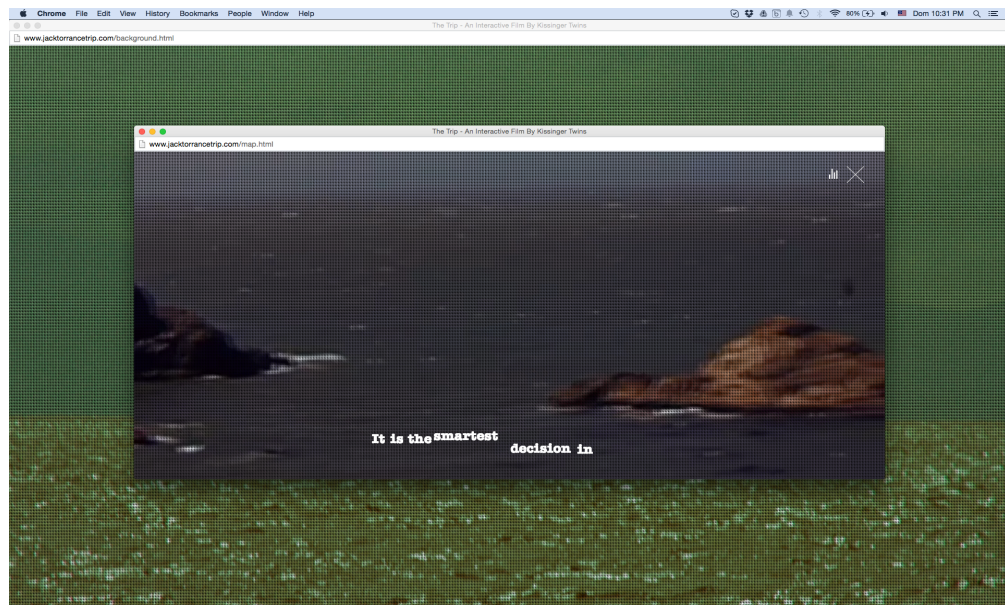 Chrome File Edit View History Bookmarks People Window Help 80% Dom 10:31 PM
The Trip - An Interactive Film By Kissinger Twins
www.jacktorrancetrip.com/background.html
The Trip - An Interactive Film By Kissinger Twins
www.jacktorrancetrip.com/map.html
It is the smartest
decision in